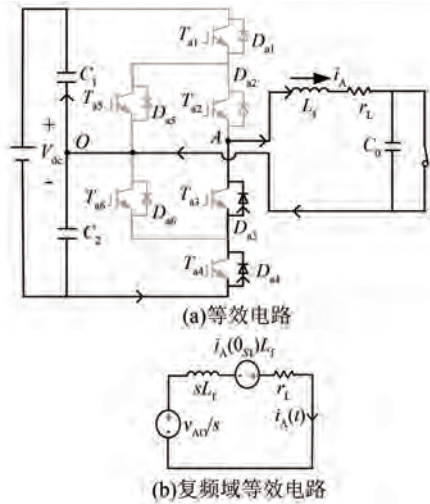 T_a1
D_a1
C_1
D_a2
i_A
T_a5
T_a2
L_f
r_L
D_a5
+
V_dc
-
O
A
C_0
T_a6
T_a3
D_a6
D_a3
C_2
T_a4
D_a4
(a)等效电路
i_A(0_S1)L_f
sL_f
- +
r_L
+
-
v_AO/s
i_A(t)
(b)复频域等效电路